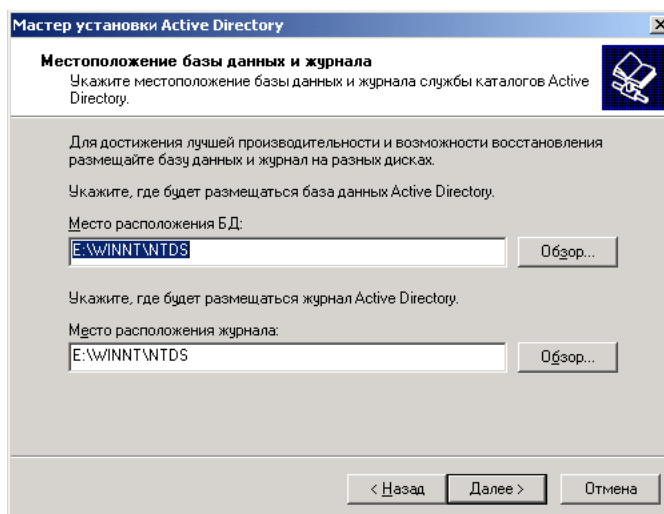 Мастер установки Active Directory
Местоположение базы данных и журнала
Укажите местоположение базы данных и журнала службы каталогов Active
Directory.
Для достижения лучшей производительности и возможности восстановления
размещайте базу данных и журнал на разных дисках.
Укажите, где будет размещаться база данных Active Directory.
Место расположения БД:
E:\WINNT\NTDS
Обзор...
Укажите, где будет размещаться журнал Active Directory.
Место расположения журнала:
E:\WINNT\NTDS
Обзор...
< Назад
Далее >
Отмена